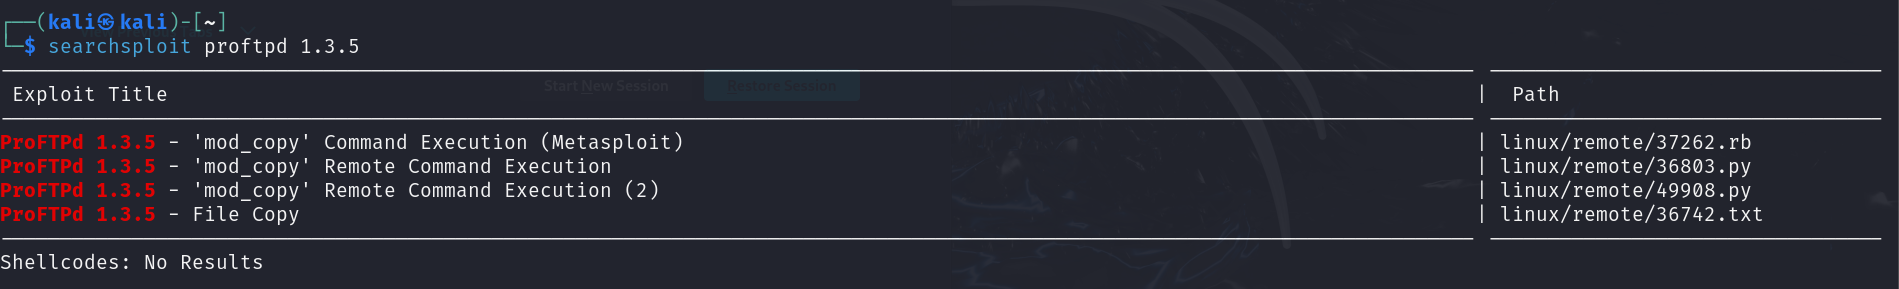 ┌──(kali㉿kali)-[~]
└─$ searchsploit proftpd 1.3.5
Start New Session Restore Session
Exploit Title | Path
ProFTPd 1.3.5 - 'mod_copy' Command Execution (Metasploit) | linux/remote/37262.rb
ProFTPd 1.3.5 - 'mod_copy' Remote Command Execution | linux/remote/36803.py
ProFTPd 1.3.5 - 'mod_copy' Remote Command Execution (2) | linux/remote/49908.py
ProFTPd 1.3.5 - File Copy | linux/remote/36742.txt
Shellcodes: No Results